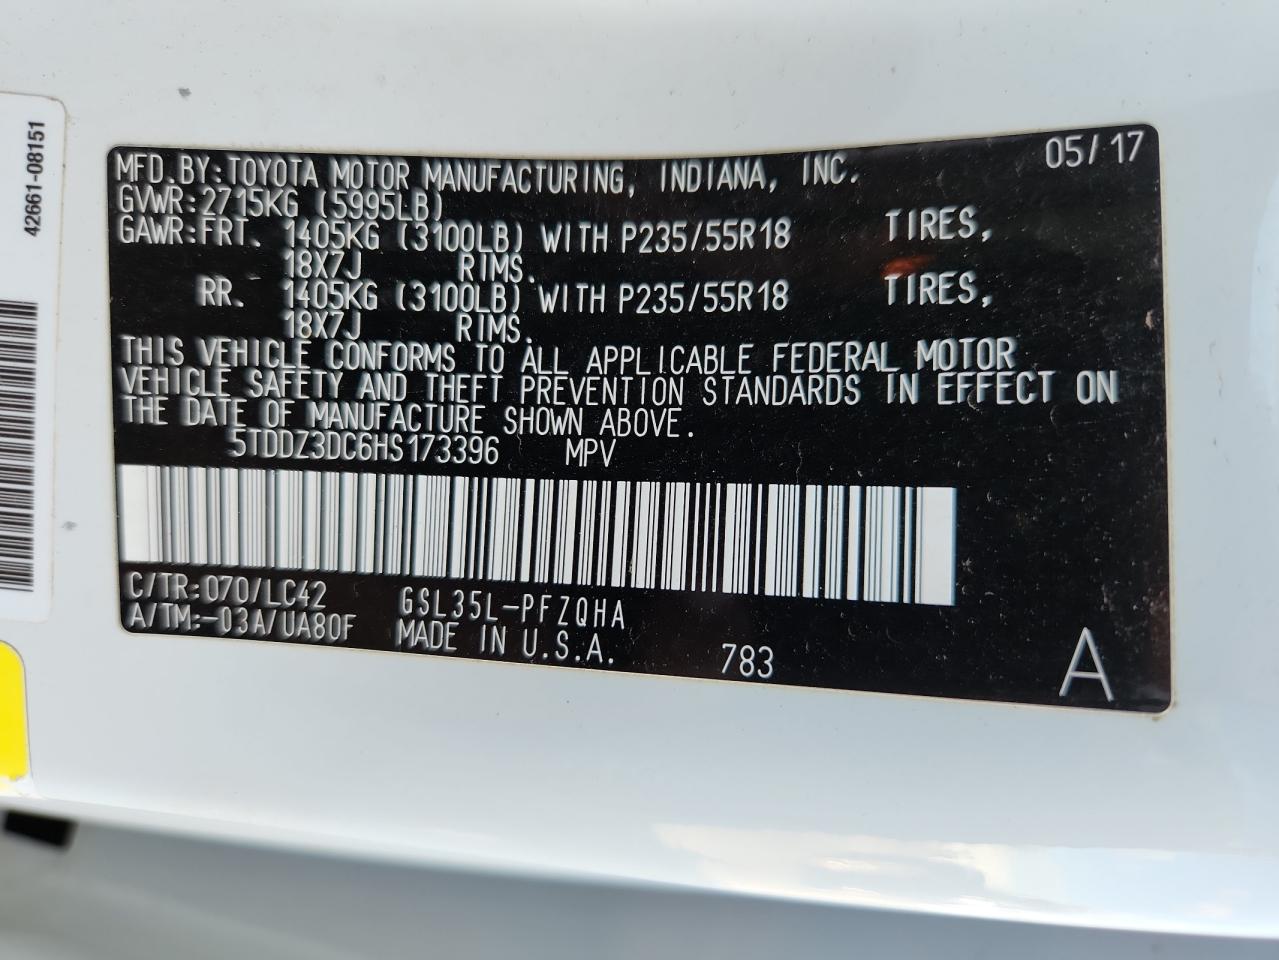 42661-08151
MFD.BY:TOYOTA MOTOR MANUFACTURING, INDIANA, INC. 05/17
GVWR:2715KG (5995LB)
GAWR:FRT. 1405KG (3100LB) WITH P235/55R18 TIRES,
18X7J RIMS.
RR. 1405KG (3100LB) WITH P235/55R18 TIRES,
18X7J RIMS.
THIS VEHICLE CONFORMS TO ALL APPLICABLE FEDERAL MOTOR
VEHICLE SAFETY AND THEFT PREVENTION STANDARDS IN EFFECT ON
THE DATE OF MANUFACTURE SHOWN ABOVE.
5TDDZ3DC6HS173396 MPV
C/TR:070/LC42 GSL35L-PFZQHA
A/TM:-03A/UA80F MADE IN U.S.A. 783 A